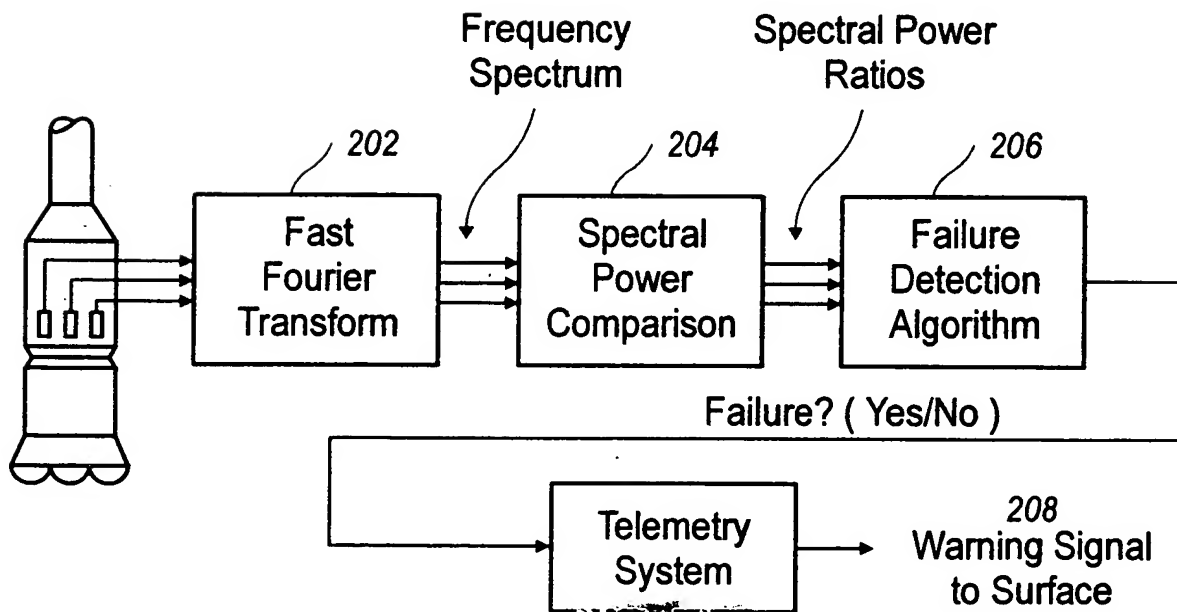 Frequency
Spectrum
Spectral Power
Ratios
202
204
206
Fast
Fourier
Transform
Spectral
Power
Comparison
Failure
Detection
Algorithm
Failure? ( Yes/No )
Telemetry
System
208
Warning Signal
to Surface